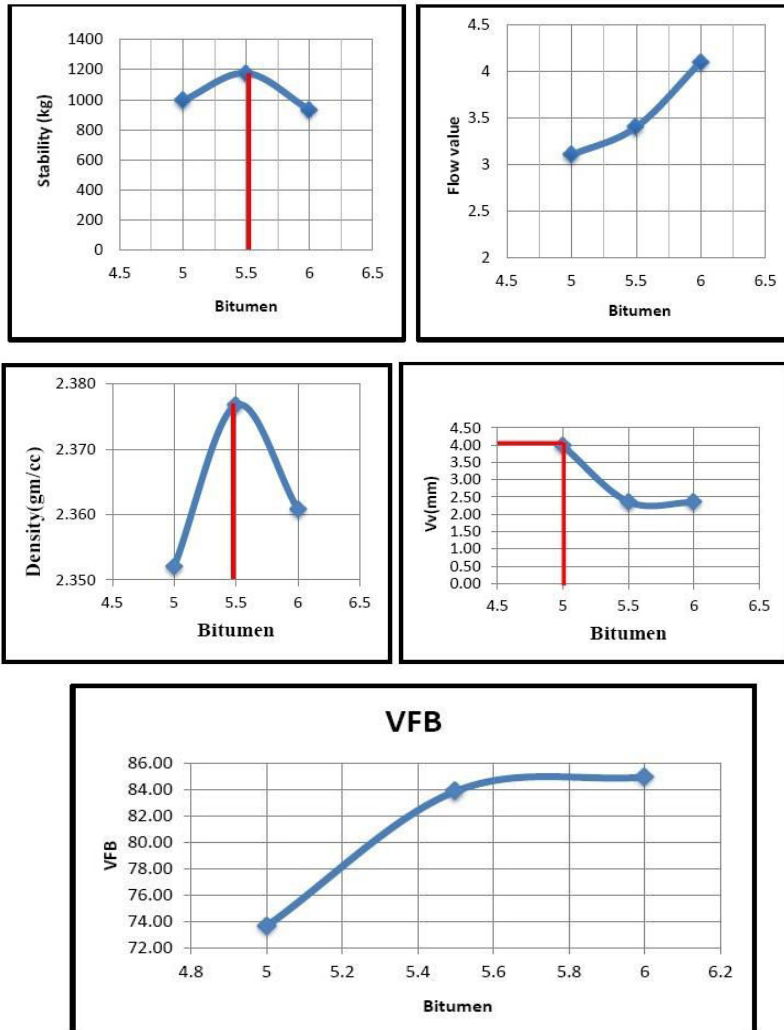 Stability (kg)
1400
1200
1000
800
600
400
200
0
4.5 5 5.5 6 6.5
Bitumen
Flow value
4.5
4
3.5
3
2.5
2
4.5 5 5.5 6 6.5
Bitumen
Density(gm/cc)
2.380
2.370
2.360
2.350
4.5 5 5.5 6 6.5
Bitumen
Vv(mm)
4.50
4.00
3.50
3.00
2.50
2.00
1.50
1.00
0.50
0.00
4.5 5 5.5 6 6.5
Bitumen
VFB
VFB
86.00
84.00
82.00
80.00
78.00
76.00
74.00
72.00
4.8 5 5.2 5.4 5.6 5.8 6 6.2
Bitumen